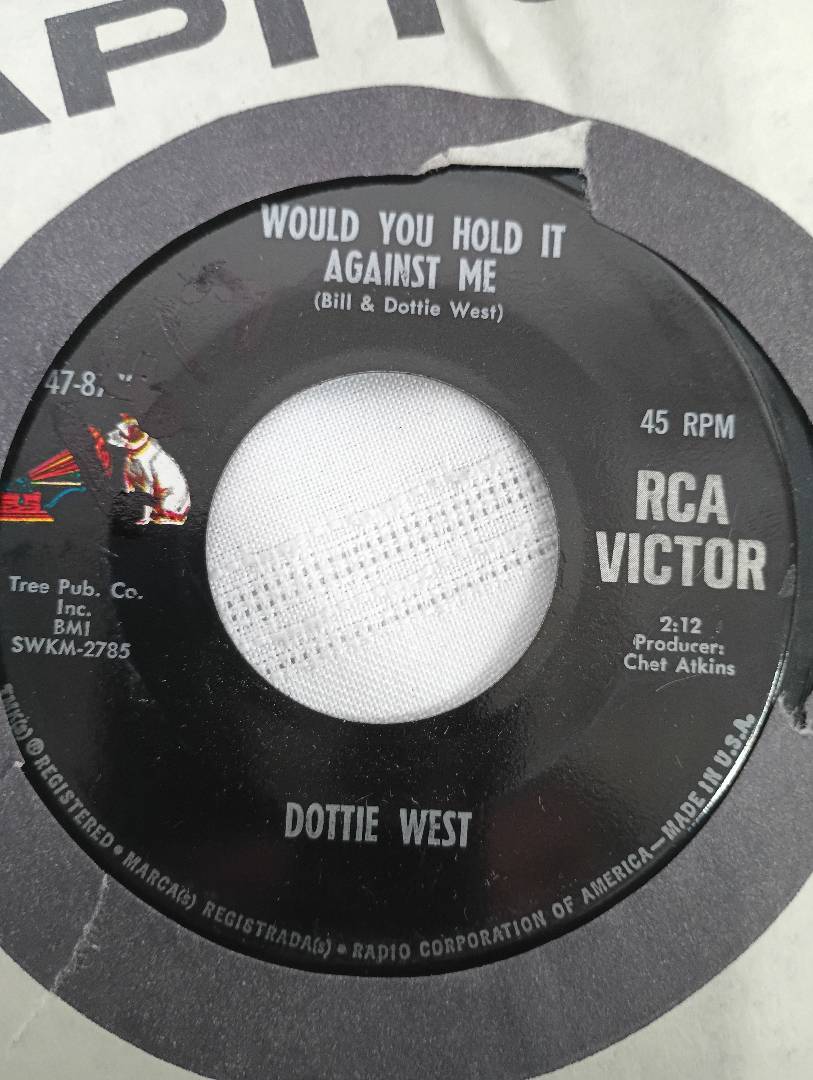 WOULD YOU HOLD IT
AGAINST ME
(Bill & Dottie West)
45 RPM
RCA
VICTOR
Tree Pub. Co.
Inc.
BMI
SWKM-2785
2:12
Producer:
Chet Atkins
DOTTIE WEST
TMK(s) ® REGISTERED • MARCA(s) REGISTRADA(s) • RADIO CORPORATION OF AMERICA—MADE IN U.S.A.